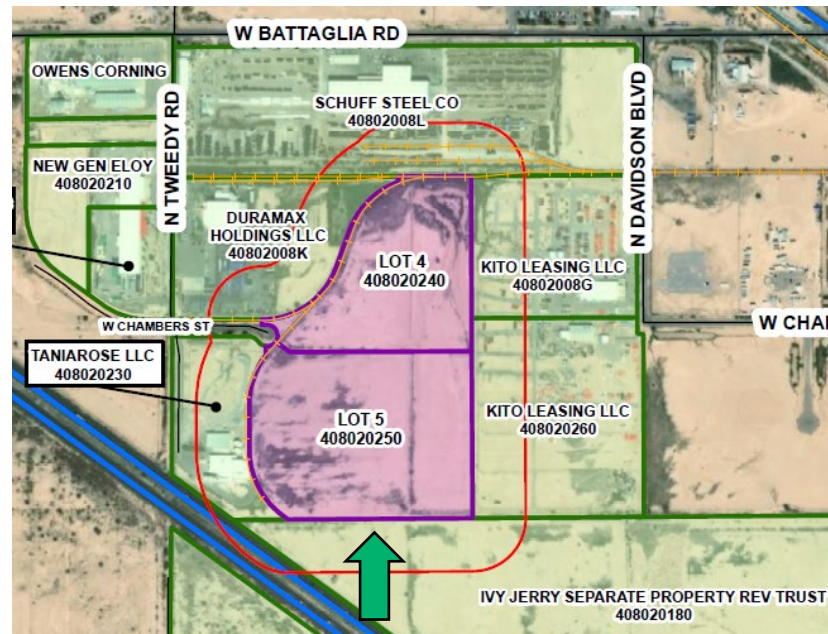 W BATTAGLIA RD
OWENS CORNING
N TWEEDY RD
SCHUFF STEEL CO
40802008L
N DAVIDSON BLVD
NEW GEN ELOY
408020210
DURAMAX
HOLDINGS LLC
40802008K
LOT 4
408020240
KITO LEASING LLC
40802008G
W CHAMBERS ST
W CHAM
TANIAROSE LLC
408020230
LOT 5
408020250
KITO LEASING LLC
408020260
IVY JERRY SEPARATE PROPERTY REV TRUST
408020180